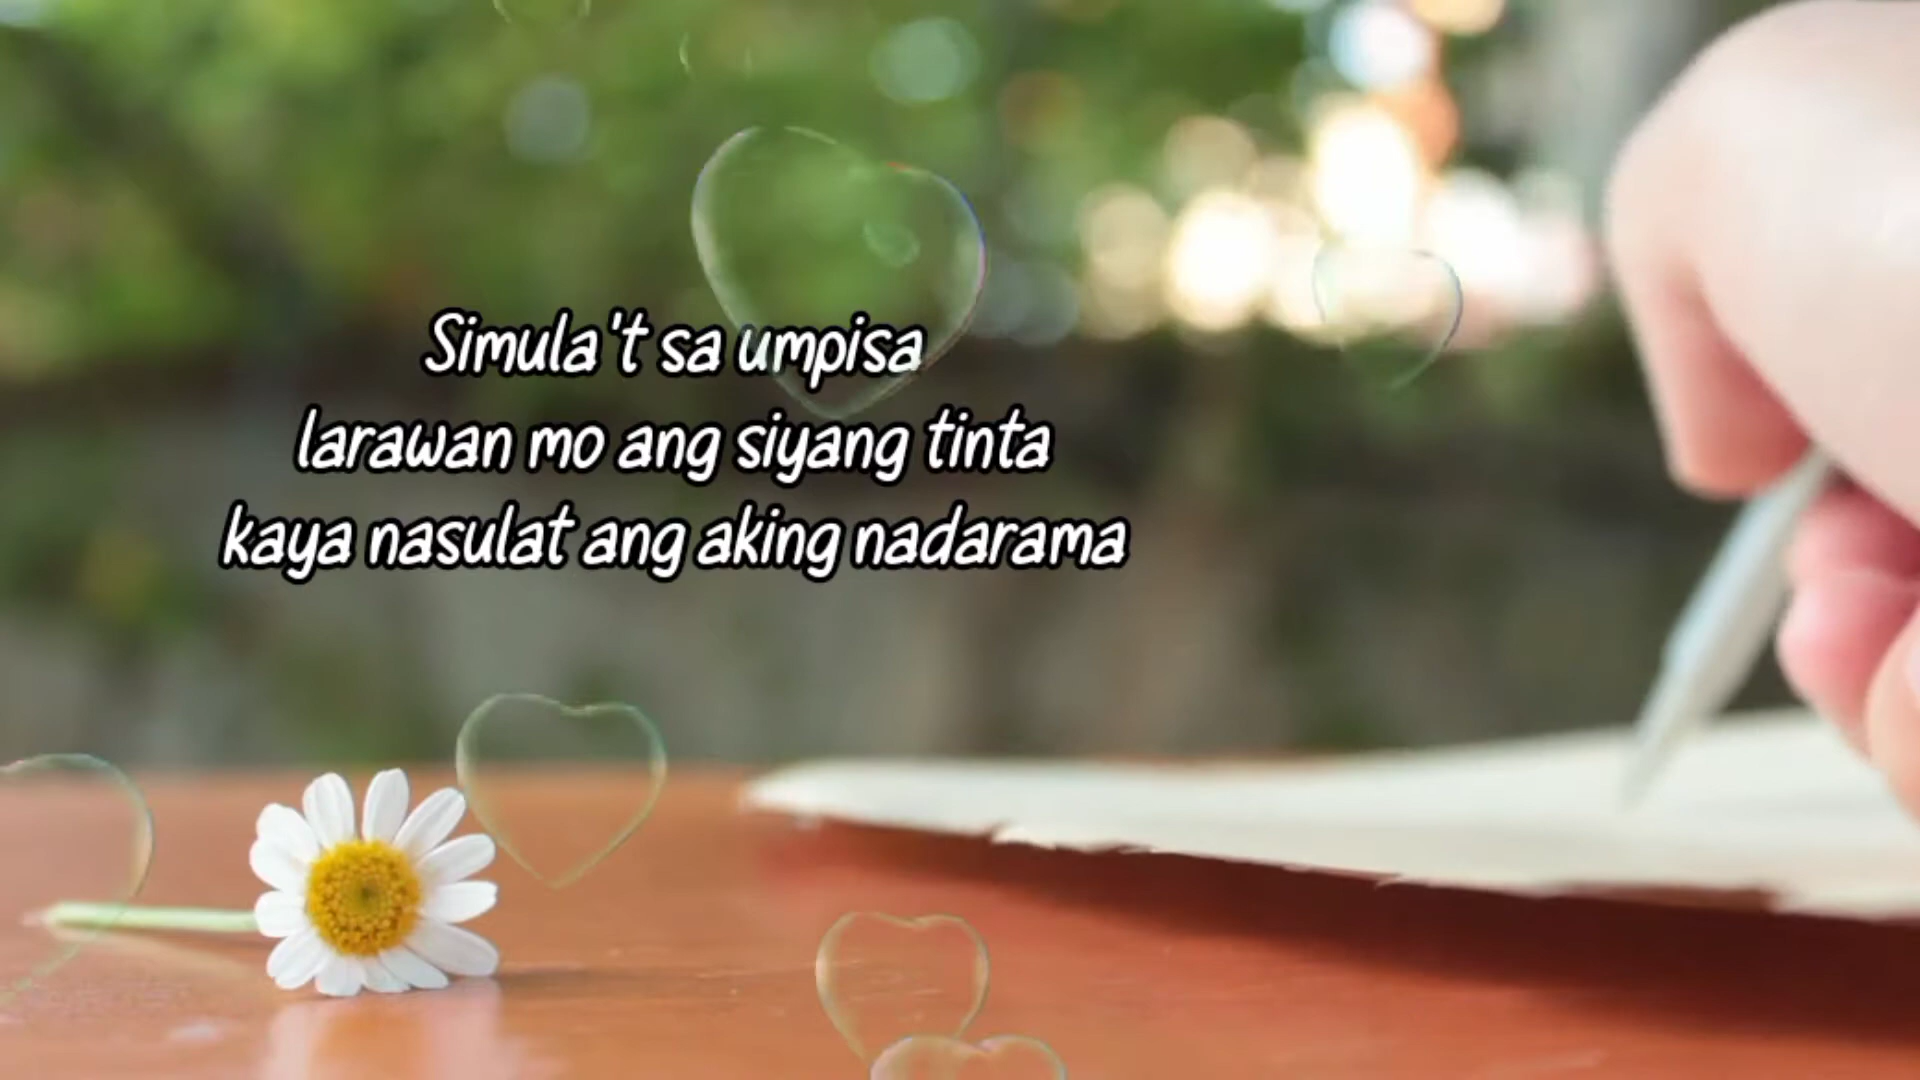 Simula't sa umpisa
larawan mo ang siyang tinta
kaya nasulat ang aking nadarama